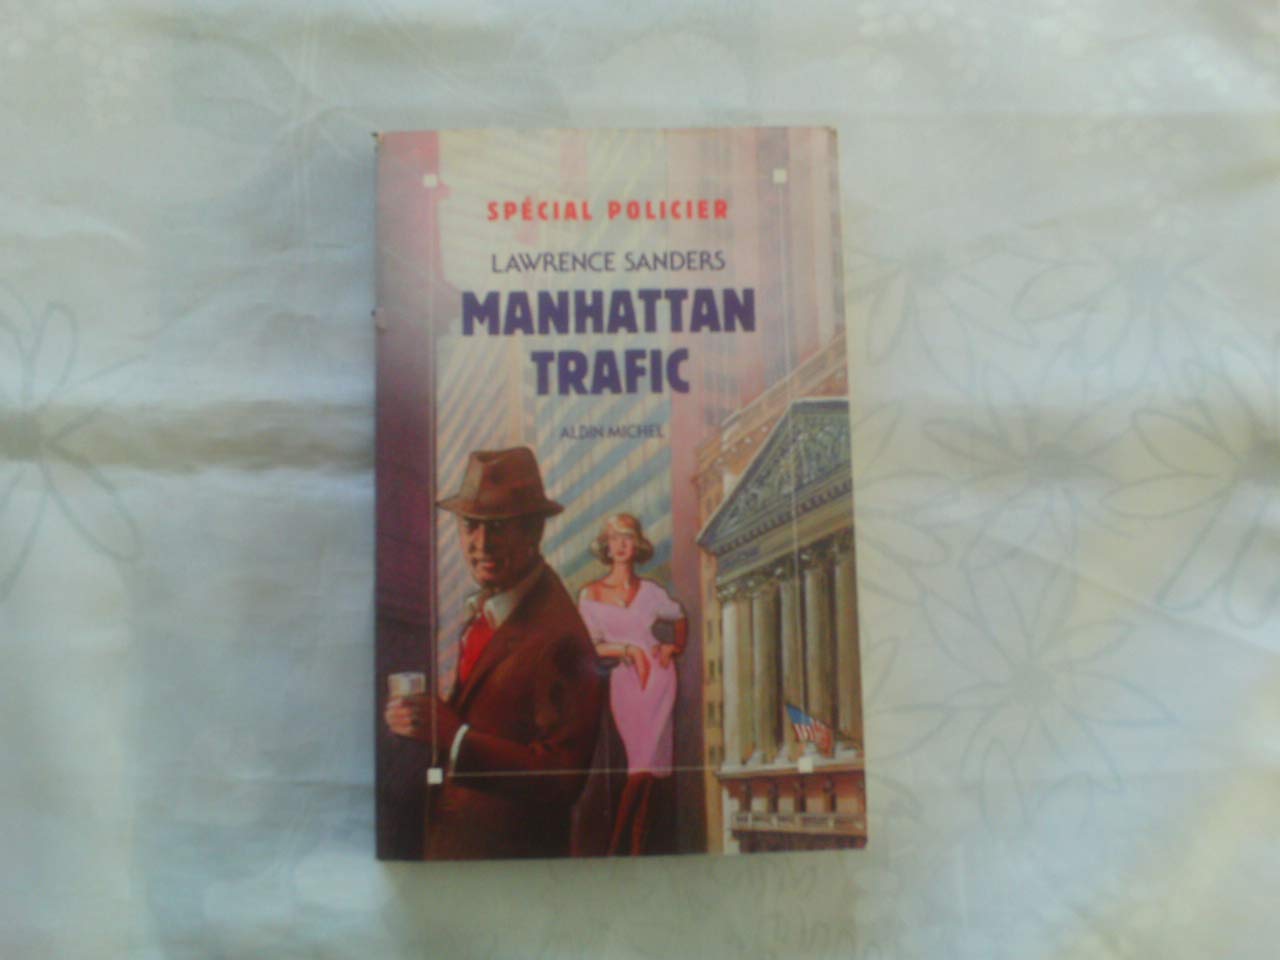 SPÉCIAL POLICIER
LAWRENCE SANDERS
MANHATTAN
TRAFIC
ALBIN MICHEL